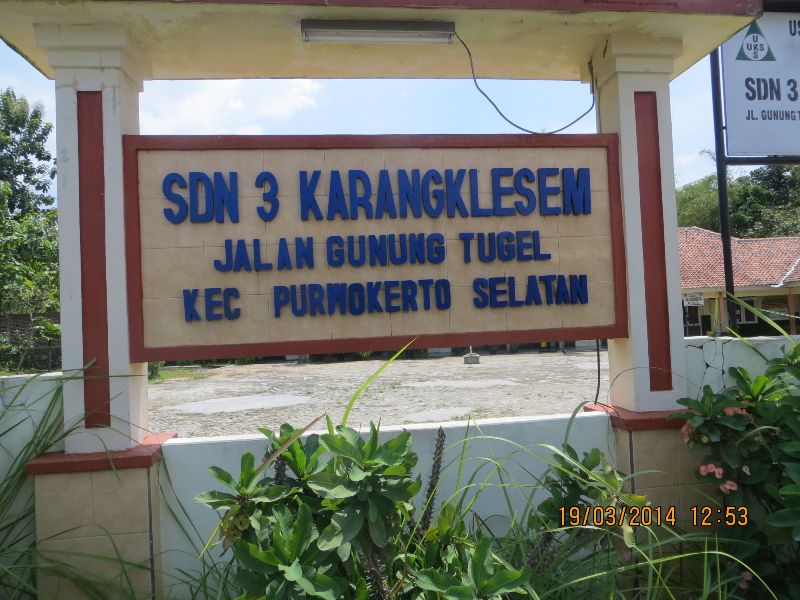 SDN 3 KARANGKLESEM
JALAN GUNUNG TUGEL
KEC PURWOKERTO SELATAN
US
U
UKS
S
SDN 3
JL. GUNUNG T
19/03/2014 12:53